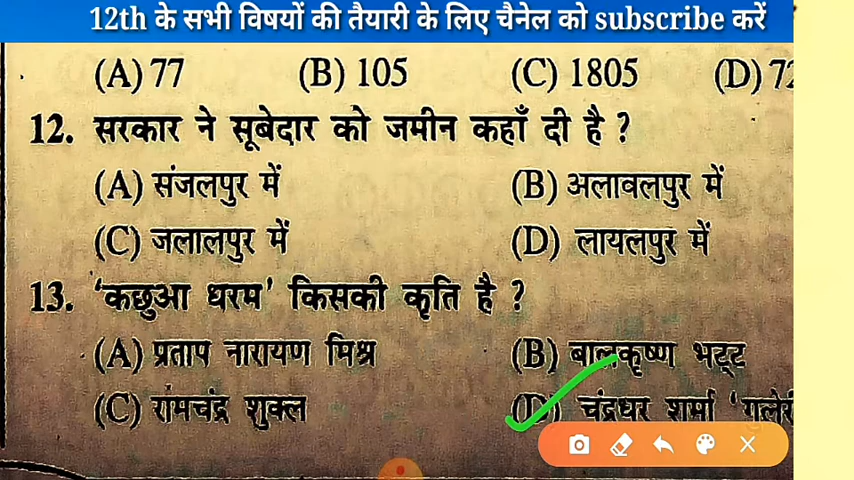 12th के सभी विषयों की तैयारी के लिए चैनेल को subscribe करें
(A) 77 (B) 105 (C) 1805 (D)
12. सरकार ने सूबेदार को जमीन कहाँ दी है ?
(A) संजलपुर में (B) अलावलपुर में
(C) जलालपुर में (D) लायलपुर में
13. ‘कछुआ धरम’ किसकी कृति है ?
(A) प्रताप नारायण मिश्र (B) बालकृष्ण भट्ट
(C) रामचंद्र शुक्ल (D) चंद्रधर शर्मा